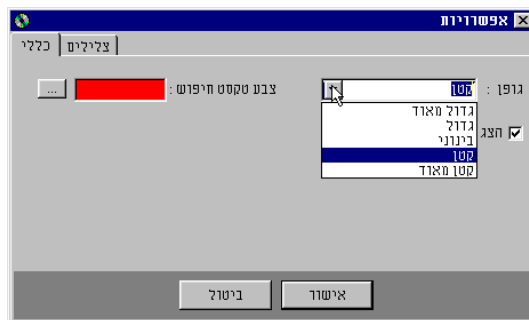 אפשרויות
צלילים כללי
גופן : קטן
צבע טקסט חיפוש : ...
גדול מאוד
גדול
בינוני
קטן
קטן מאוד
הצג
אישור ביטול